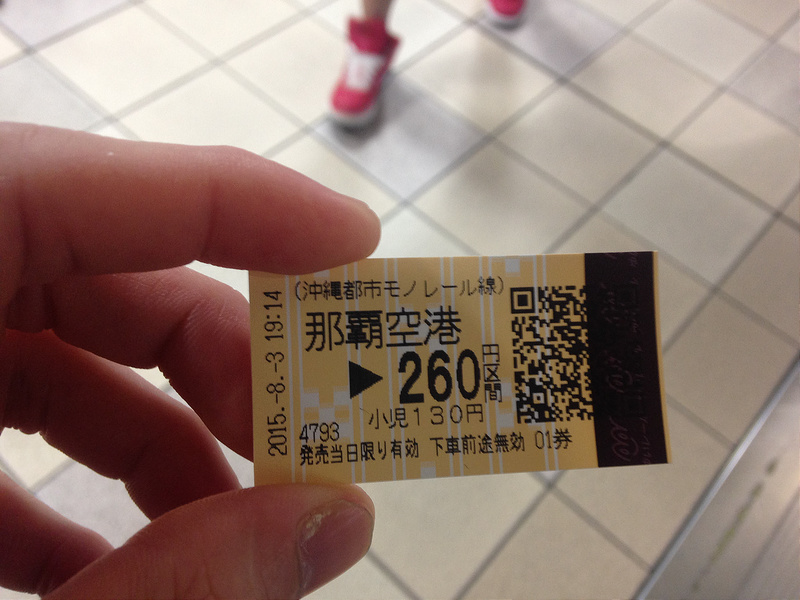 2015.-8.-3 19:14
(沖縄都市モノレール線)
那覇空港
▶260円区間
小児130円
4793
発売当日限り有効 下車前途無効 01券